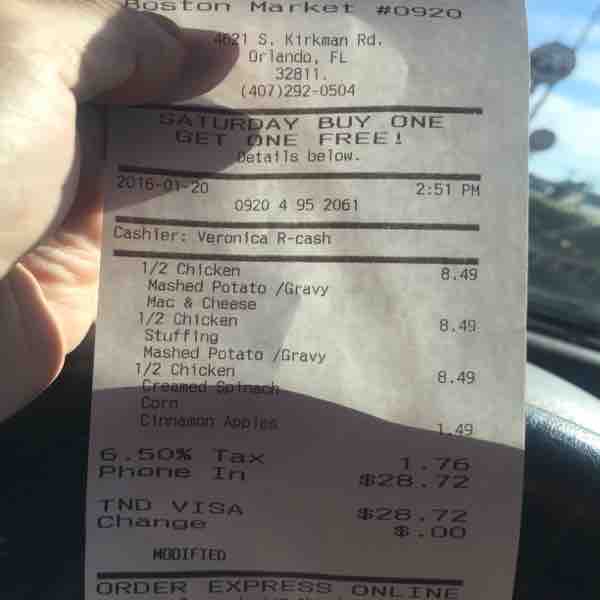 Boston Market #0920
4621 S. Kirkman Rd.
Orlando, FL
32811.
(407)292-0504
SATURDAY BUY ONE
GET ONE FREE!
Details below.
2016-01-20 2:51 PM
0920 4 95 2061
Cashier: Veronica R-cash
1/2 Chicken 8.49
Mashed Potato /Gravy
Mac & Cheese
1/2 Chicken 8.49
Stuffing
Mashed Potato /Gravy
1/2 Chicken 8.49
Creamed Spinach
Corn
Cinnamon Apples 1.49
6.50% Tax 1.76
Phone In $28.72
TND VISA $28.72
Change $.00
MODIFIED
ORDER EXPRESS ONLINE